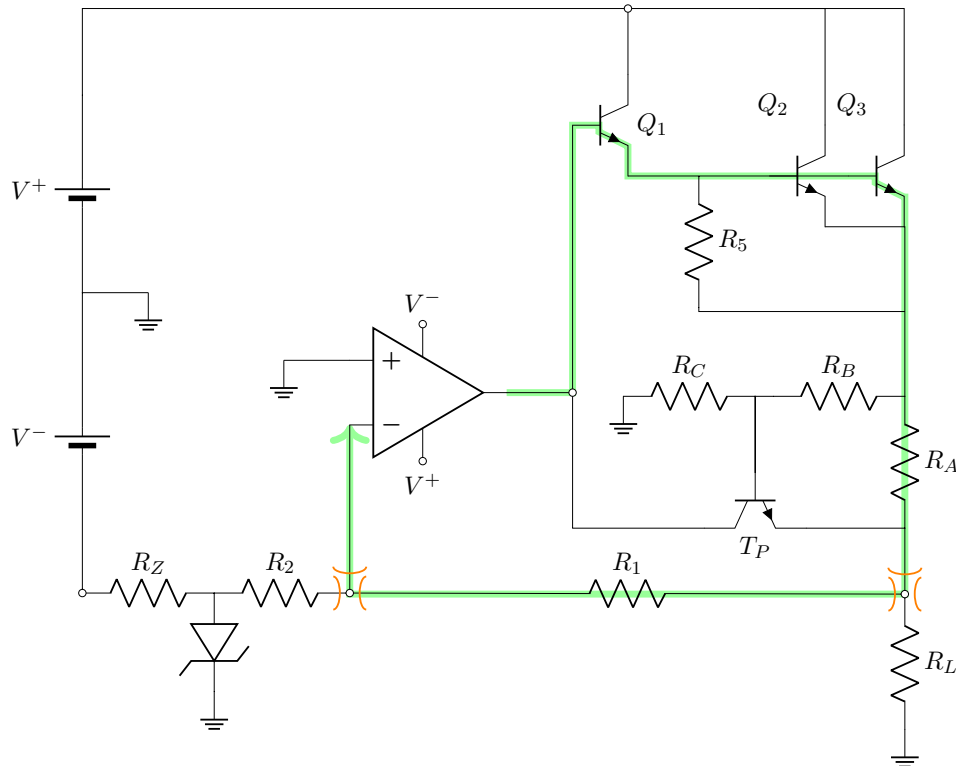 Q₁
Q₂
Q₃
V⁺
R₅
V⁻
+
−
V⁺
R_C
R_B
R_A
V⁻
T_P
R_Z
R₂
R₁
R_L